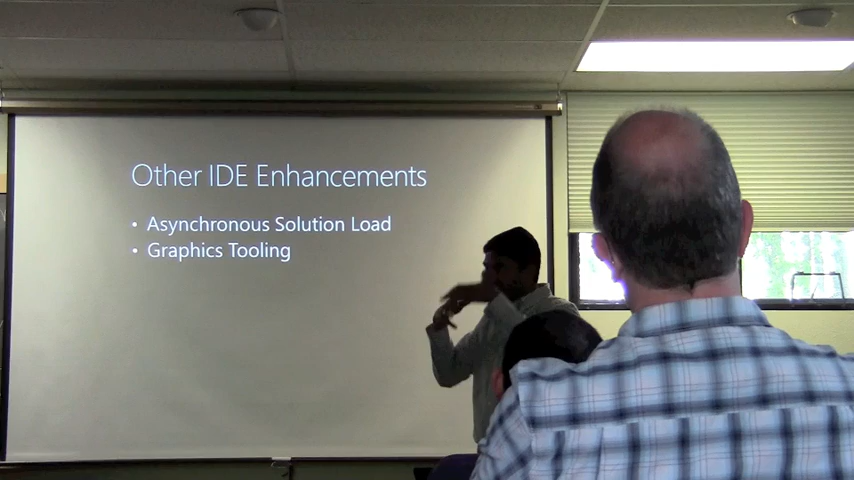 Other IDE Enhancements
• Asynchronous Solution Load
• Graphics Tooling